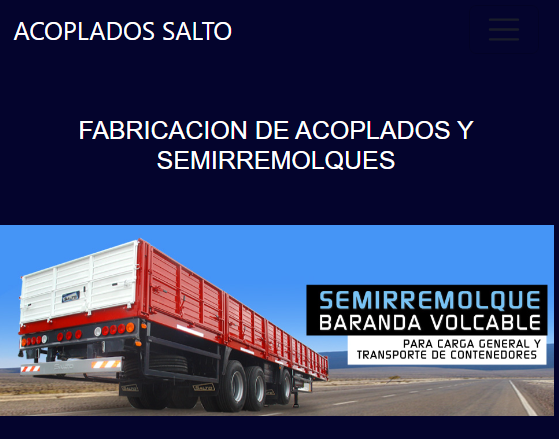 ACOPLADOS SALTO
FABRICACION DE ACOPLADOS Y
SEMIRREMOLQUES
SEMIRREMOLQUE
BARANDA VOLCABLE
PARA CARGA GENERAL Y
TRANSPORTE DE CONTENEDORES